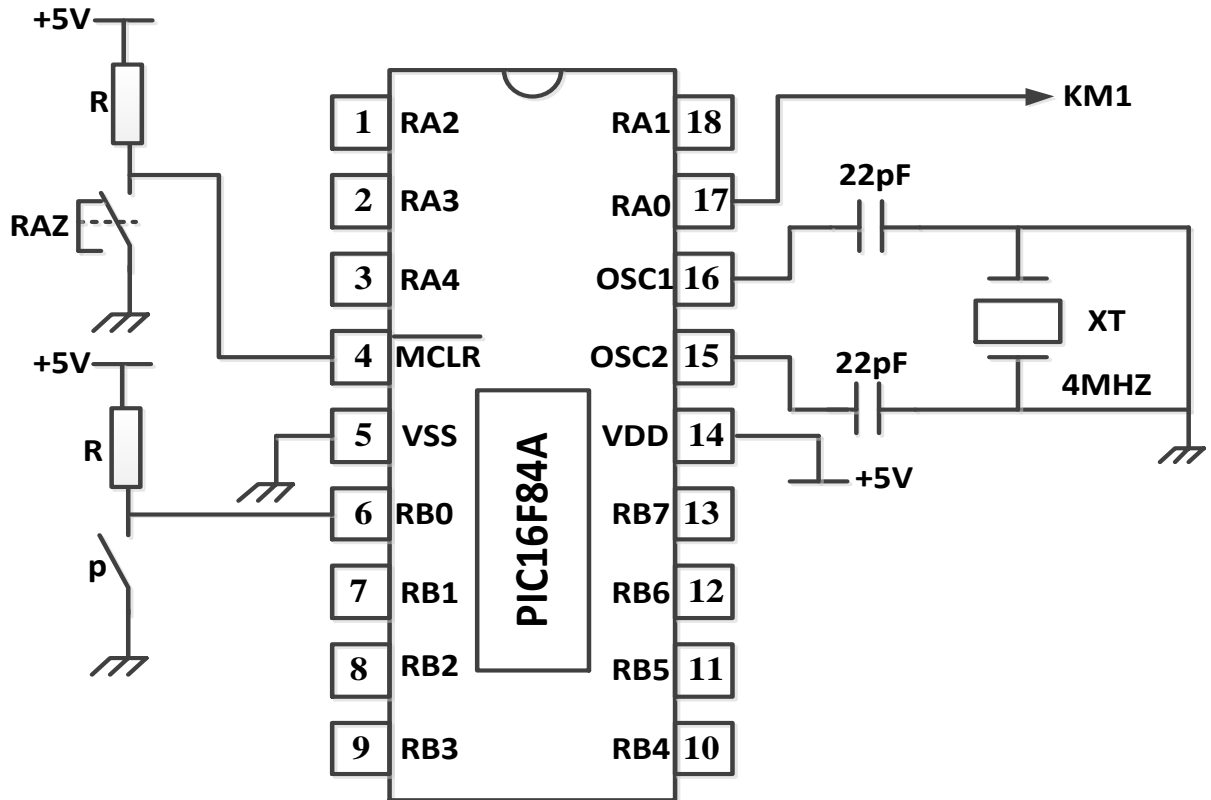 +5V
R
RAZ
+5V
R
p
1 RA2
2 RA3
3 RA4
4 MCLR
5 VSS
6 RB0
7 RB1
8 RB2
9 RB3
PIC16F84A
RA1 18
RA0 17
OSC1 16
OSC2 15
VDD 14
RB7 13
RB6 12
RB5 11
RB4 10
KM1
22pF
22pF
XT
4MHZ
+5V